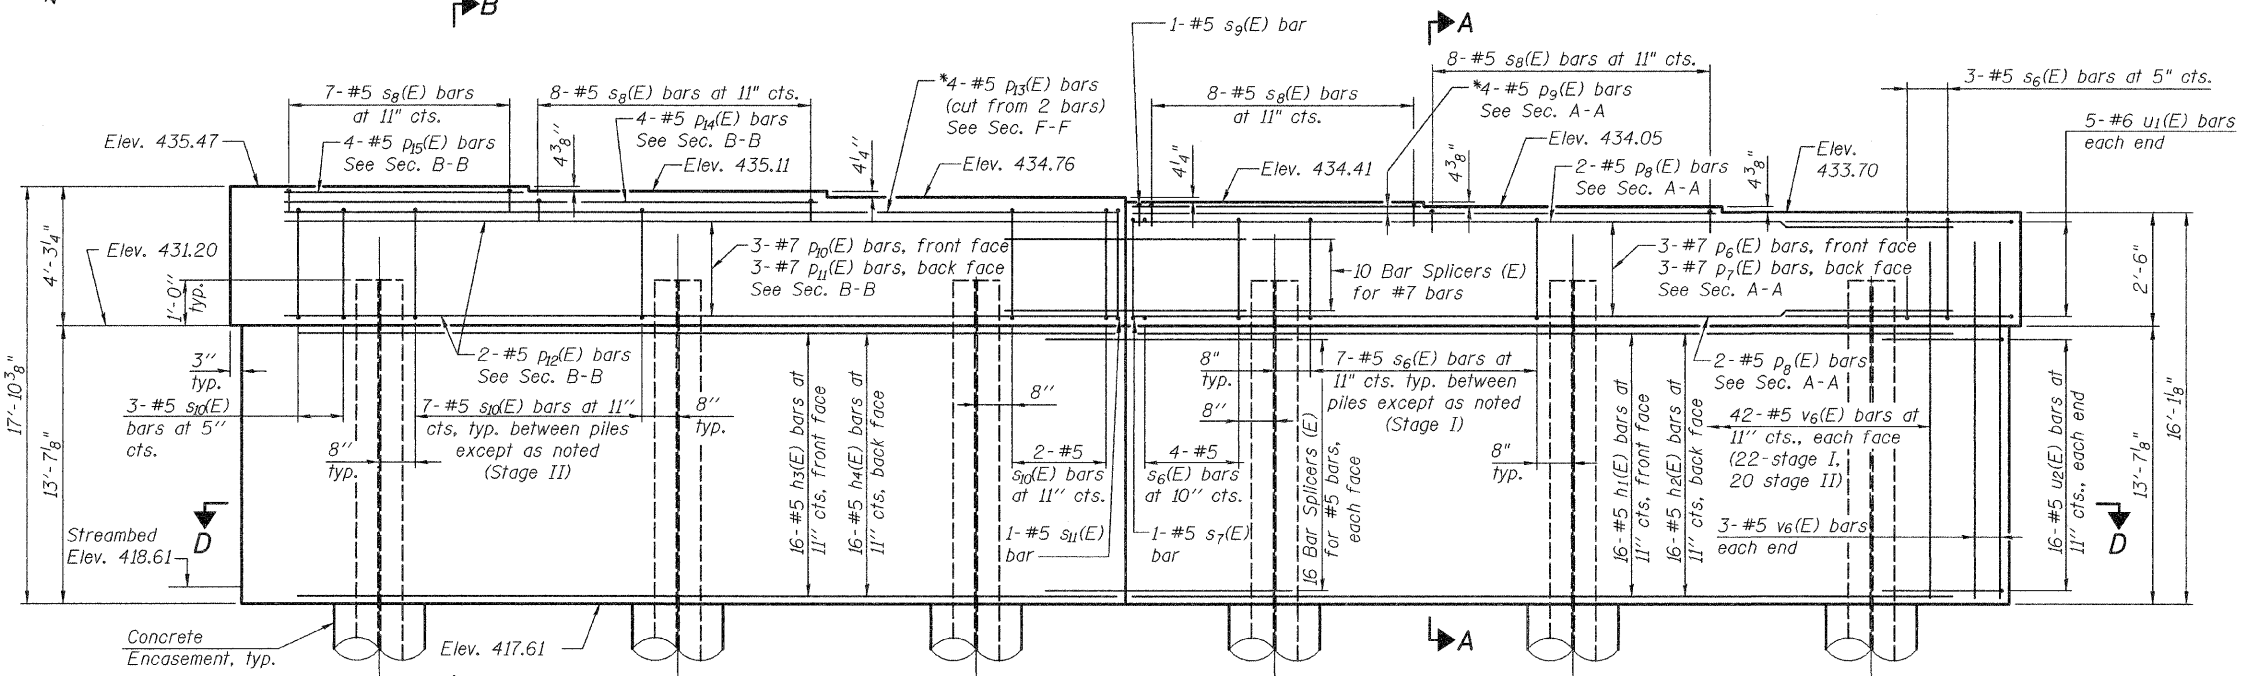 B
1-#5 s9(E) bar
A
8-#5 s8(E) bars at 11" cts.
3-#5 s6(E) bars at 5" cts.
7-#5 s8(E) bars
at 11" cts.
8-#5 s8(E) bars at 11" cts.
*4-#5 p13(E) bars
(cut from 2 bars)
See Sec. F-F
8-#5 s8(E) bars
at 11" cts.
*4-#5 p9(E) bars
See Sec. A-A
5-#6 u1(E) bars
each end
Elev. 435.47
4-#5 p15(E) bars
See Sec. B-B
4 3/8"
4-#5 p14(E) bars
See Sec. B-B
Elev. 435.11
4 1/4"
Elev. 434.76
4 1/4"
Elev. 434.41
4 3/8"
Elev. 434.05
2-#5 p8(E) bars
See Sec. A-A
4 3/8"
Elev.
433.70
4'-3 1/4"
Elev. 431.20
1'-0"
typ.
3-#7 p10(E) bars, front face
3-#7 p11(E) bars, back face
See Sec. B-B
10 Bar Splicers (E)
for #7 bars
3-#7 p6(E) bars, front face
3-#7 p7(E) bars, back face
See Sec. A-A
2'-6"
17'-10 3/8"
3"
typ.
2-#5 p12(E) bars
See Sec. B-B
8"
typ.
7-#5 s6(E) bars at
11" cts. typ. between
piles except as noted
(Stage I)
2-#5 p8(E) bars
See Sec. A-A
3-#5 s10(E)
bars at 5"
cts.
7-#5 s10(E) bars at 11"
cts, typ. between piles
except as noted
(Stage II)
8"
typ.
8"
typ.
8"
8"
13'-7 1/8"
16-#5 h3(E) bars at
11" cts, front face
16-#5 h4(E) bars at
11" cts, back face
2-#5
s10(E) bars
at 11" cts.
4-#5
s6(E) bars
at 10" cts.
16 Bar Splicers (E)
for #5 bars,
each face
8"
typ.
16-#5 h1(E) bars at
11" cts, front face
16-#5 h2(E) bars at
11" cts, back face
42-#5 v6(E) bars at
11" cts., each face
(22-stage I,
20 stage II)
3-#5 v6(E) bars
each end
16-#5 u2(E) bars at
11" cts., each end
13'-7 1/8"
16'-1 1/8"
Streambed
Elev. 418.61
D
1-#5 s11(E)
bar
1-#5 s7(E)
bar
D
Concrete
Encasement, typ.
Elev. 417.61
A